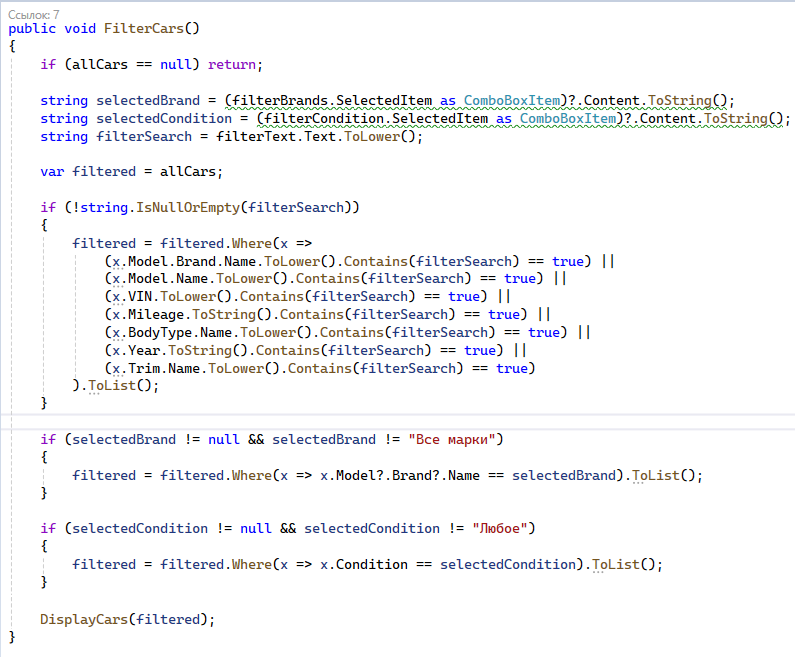 Ссылок: 7
public void FilterCars()
{
    if (allCars == null) return;

    string selectedBrand = (filterBrands.SelectedItem as ComboBoxItem)?.Content.ToString();
    string selectedCondition = (filterCondition.SelectedItem as ComboBoxItem)?.Content.ToString();
    string filterSearch = filterText.Text.ToLower();

    var filtered = allCars;

    if (!string.IsNullOrEmpty(filterSearch))
    {
        filtered = filtered.Where(x =>
            (x.Model.Brand.Name.ToLower().Contains(filterSearch) == true) ||
            (x.Model.Name.ToLower().Contains(filterSearch) == true) ||
            (x.VIN.ToLower().Contains(filterSearch) == true) ||
            (x.Mileage.ToString().Contains(filterSearch) == true) ||
            (x.BodyType.Name.ToLower().Contains(filterSearch) == true) ||
            (x.Year.ToString().Contains(filterSearch) == true) ||
            (x.Trim.Name.ToLower().Contains(filterSearch) == true)
        ).ToList();
    }

    if (selectedBrand != null && selectedBrand != "Все марки")
    {
        filtered = filtered.Where(x => x.Model?.Brand?.Name == selectedBrand).ToList();
    }

    if (selectedCondition != null && selectedCondition != "Любое")
    {
        filtered = filtered.Where(x => x.Condition == selectedCondition).ToList();
    }

    DisplayCars(filtered);
}